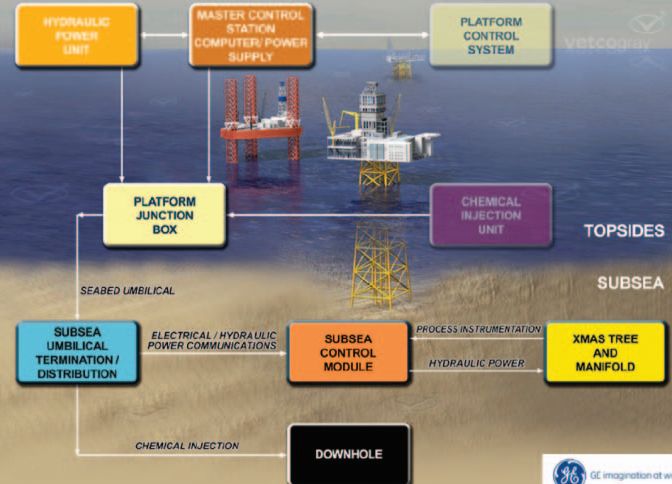 HYDRAULIC
POWER
UNIT
MASTER CONTROL
STATION
COMPUTER/ POWER
SUPPLY
PLATFORM
CONTROL
SYSTEM
vetcogray
PLATFORM
JUNCTION
BOX
CHEMICAL
INJECTION
UNIT
TOPSIDES
SUBSEA
SEABED UMBILICAL
SUBSEA
UMBILICAL
TERMINATION /
DISTRIBUTION
ELECTRICAL / HYDRAULIC
POWER COMMUNICATIONS
SUBSEA
CONTROL
MODULE
PROCESS INSTRUMENTATION
HYDRAULIC POWER
XMAS TREE
AND
MANIFOLD
CHEMICAL INJECTION
DOWNHOLE
GE imagination at